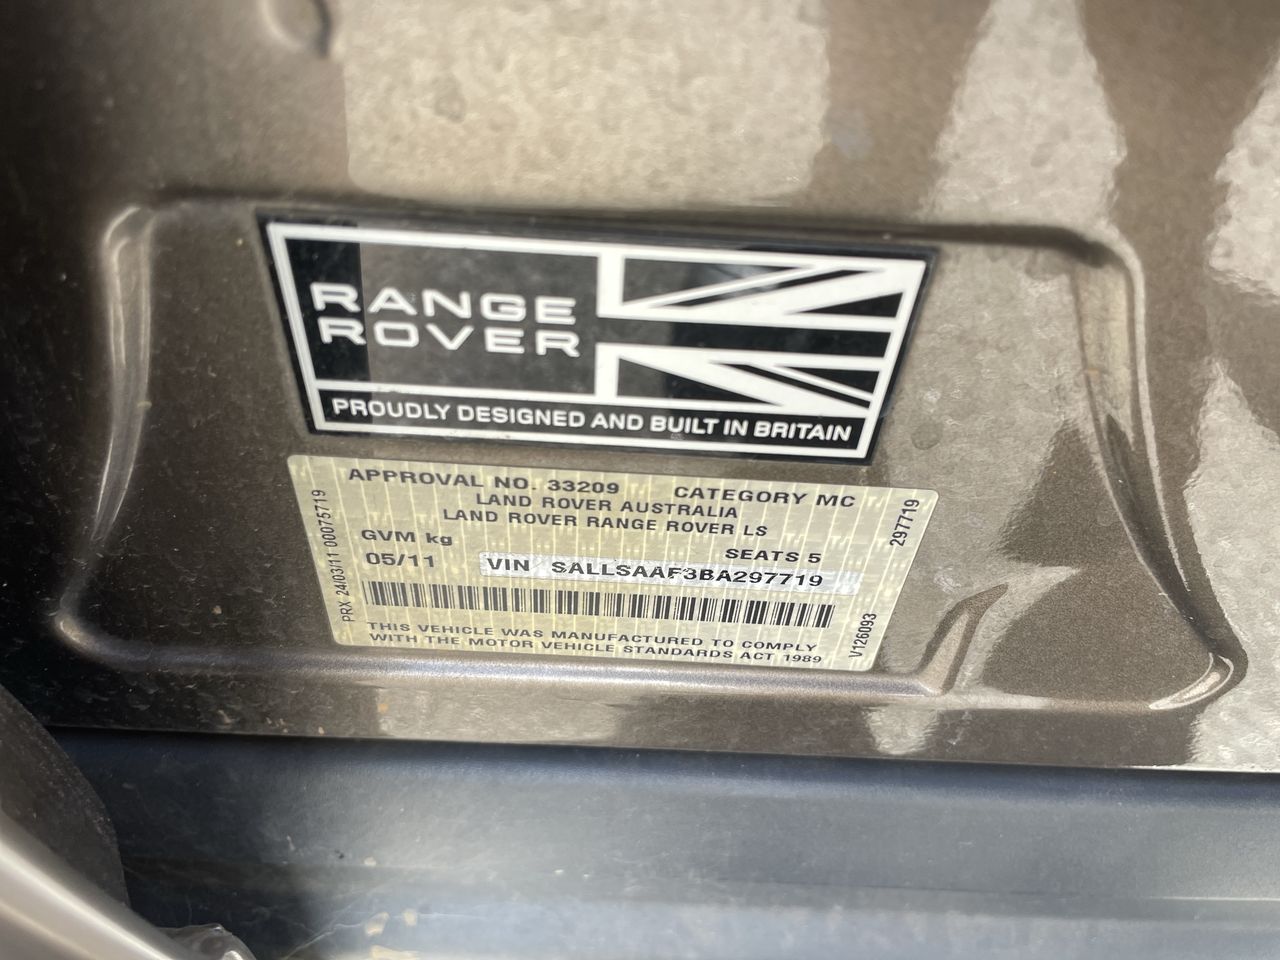 RANGE
ROVER
PROUDLY DESIGNED AND BUILT IN BRITAIN
APPROVAL NO. 33209 CATEGORY MC
LAND ROVER AUSTRALIA
LAND ROVER RANGE ROVER LS
GVM kg SEATS 5
05/11 VIN SALLSAAF3BA297719
THIS VEHICLE WAS MANUFACTURED TO COMPLY
WITH THE MOTOR VEHICLE STANDARDS ACT 1989
PRX 24/03/11 00075719
297719
V126093